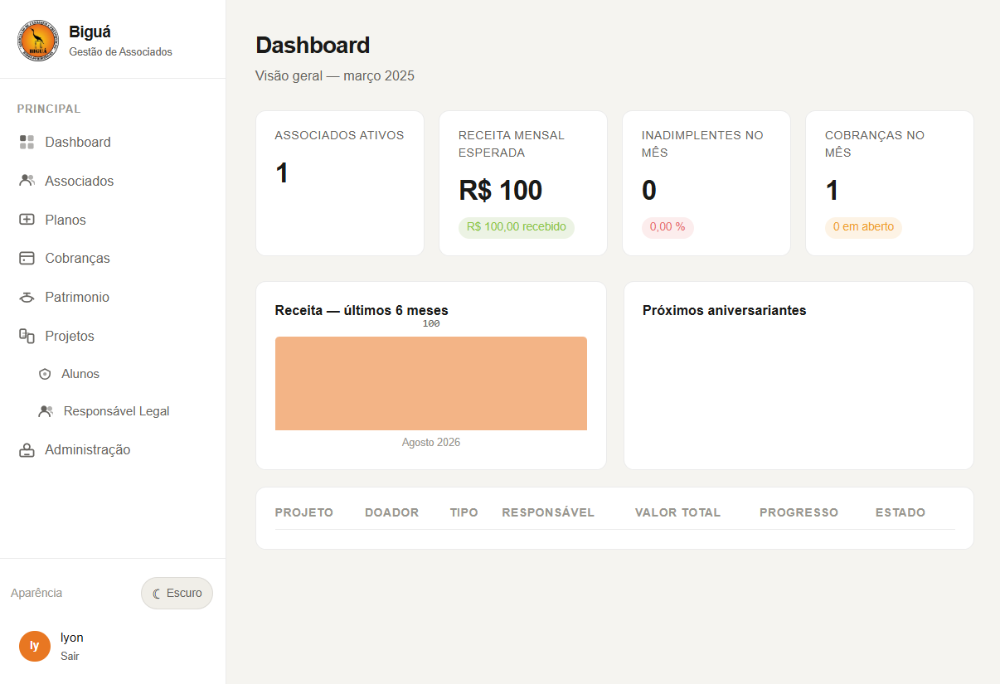 BIGUÁ
Biguá
Gestão de Associados
PRINCIPAL
Dashboard
Associados
Planos
Cobranças
Patrimonio
Projetos
Alunos
Responsável Legal
Administração
Aparência
Escuro
ly
lyon
Sair
Dashboard
Visão geral — março 2025
ASSOCIADOS ATIVOS
1
RECEITA MENSAL
ESPERADA
R$ 100
R$ 100,00 recebido
INADIMPLENTES NO
MÊS
0
0,00 %
COBRANÇAS NO
MÊS
1
0 em aberto
Receita — últimos 6 meses
100
Agosto 2026
Próximos aniversariantes
PROJETO DOADOR TIPO RESPONSÁVEL VALOR TOTAL PROGRESSO ESTADO